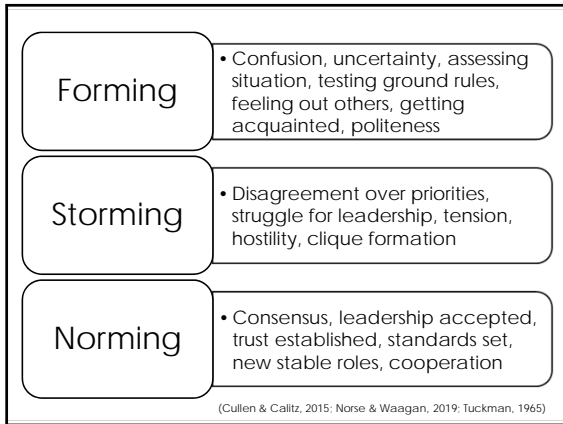 Forming
• Confusion, uncertainty, assessing
situation, testing ground rules,
feeling out others, getting
acquainted, politeness
Storming
• Disagreement over priorities,
struggle for leadership, tension,
hostility, clique formation
Norming
• Consensus, leadership accepted,
trust established, standards set,
new stable roles, cooperation
(Cullen & Calitz, 2015; Norse & Waagan, 2019; Tuckman, 1965)